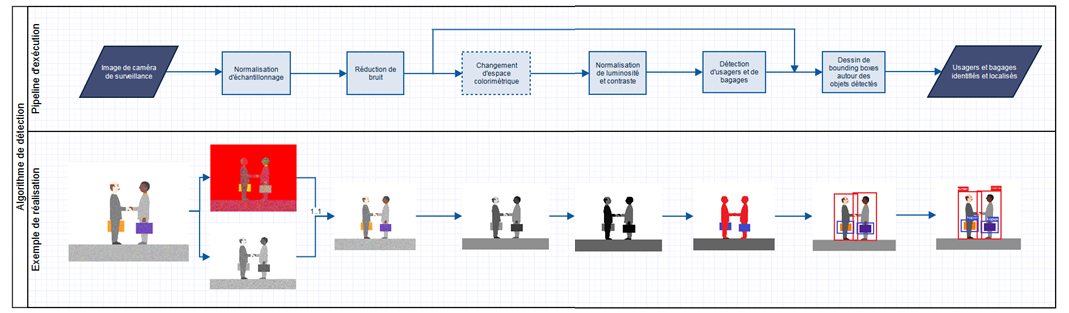 Algorithme de détection
Pipeline d'exécution
Image de caméra
de surveillance
Normalisation
d'échantillonnage
Réduction de
bruit
Changement
d'espace
colorimétrique
Normalisation
de luminosité
et contraste
Détection
d'usagers et de
bagages
Dessin de
bounding boxes
autour des
objets détectés
Usagers et bagages
identifiés et localisés
Exemple de réalisation
1..1